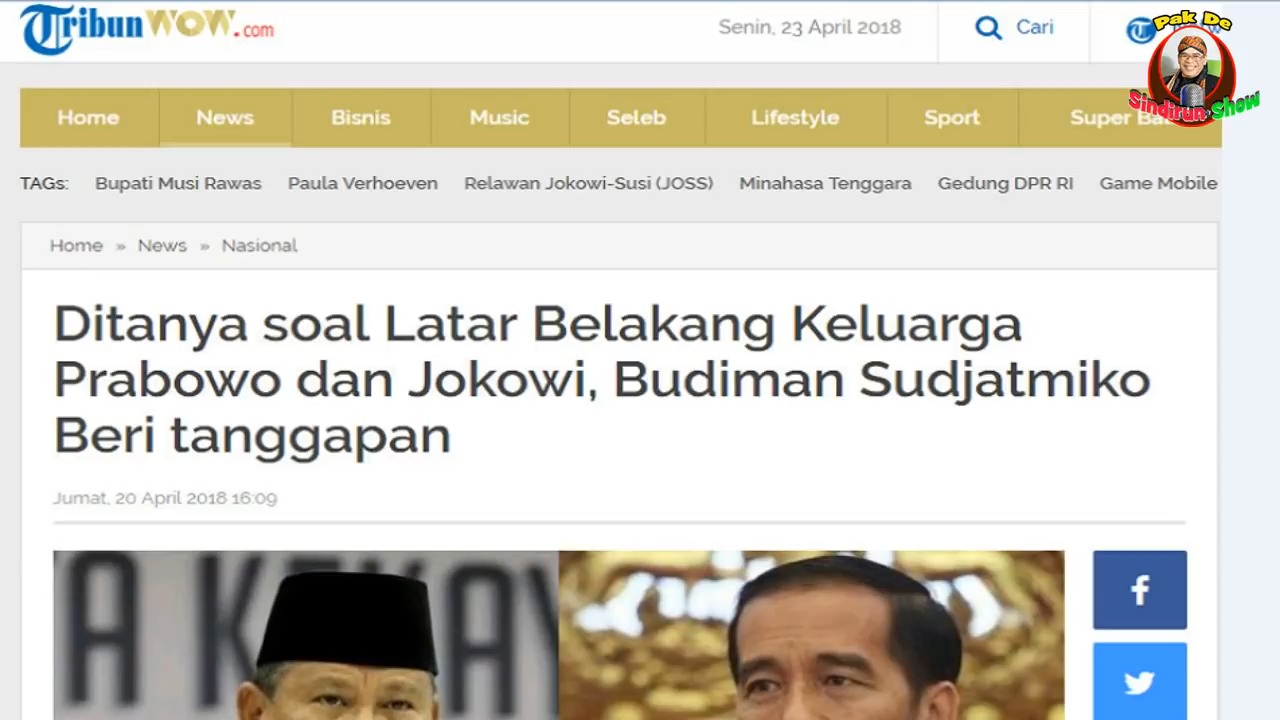 TribunWOW.com
Senin, 23 April 2018
Cari
Pak De
Sindirun Show
Home News Bisnis Music Seleb Lifestyle Sport Super
TAGs: Bupati Musi Rawas Paula Verhoeven Relawan Jokowi-Susi (JOSS) Minahasa Tenggara Gedung DPR RI Game Mobile
Home » News » Nasional
Ditanya soal Latar Belakang Keluarga
Prabowo dan Jokowi, Budiman Sudjatmiko
Beri tanggapan
Jumat, 20 April 2018 16:09
A KEKAY
f